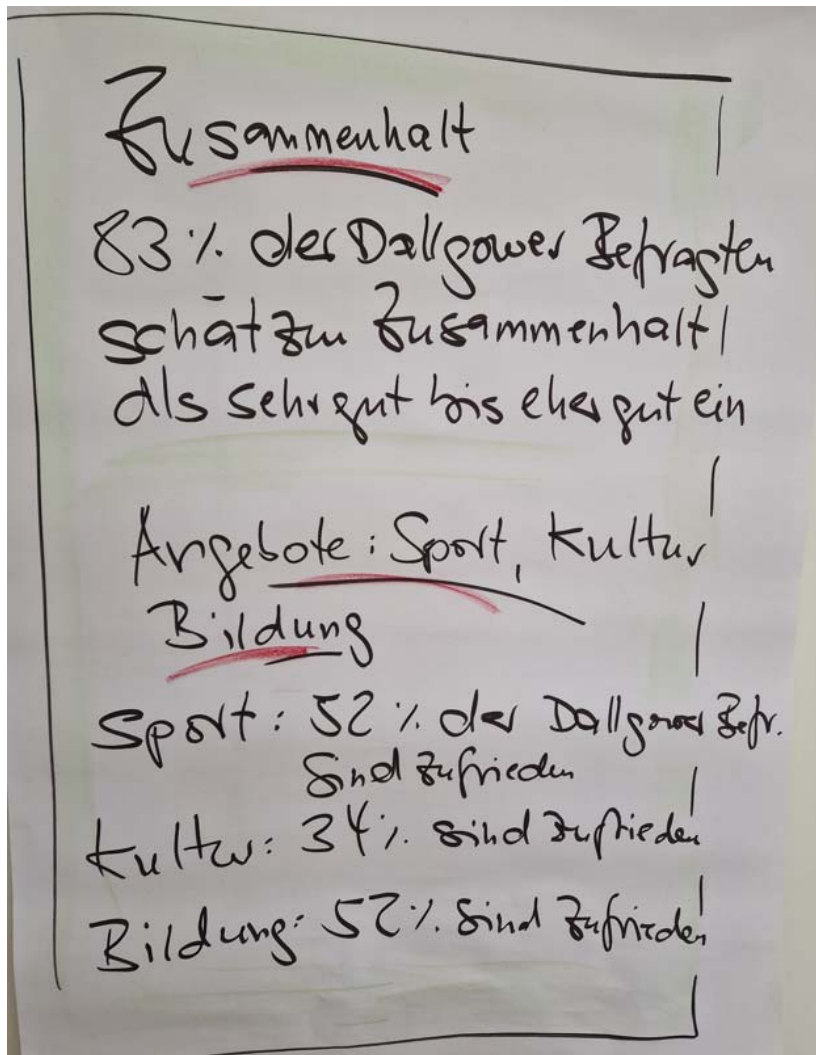 Zusammenhalt
83 % der Dallgower Befragten
schätzen Zusammenhalt
als sehr gut bis eher gut ein
Angebote: Sport, Kultur
Bildung
Sport: 52 % der Dallgower Befr.
sind zufrieden
Kultur: 34 % sind zufrieden
Bildung: 52 % sind zufrieden